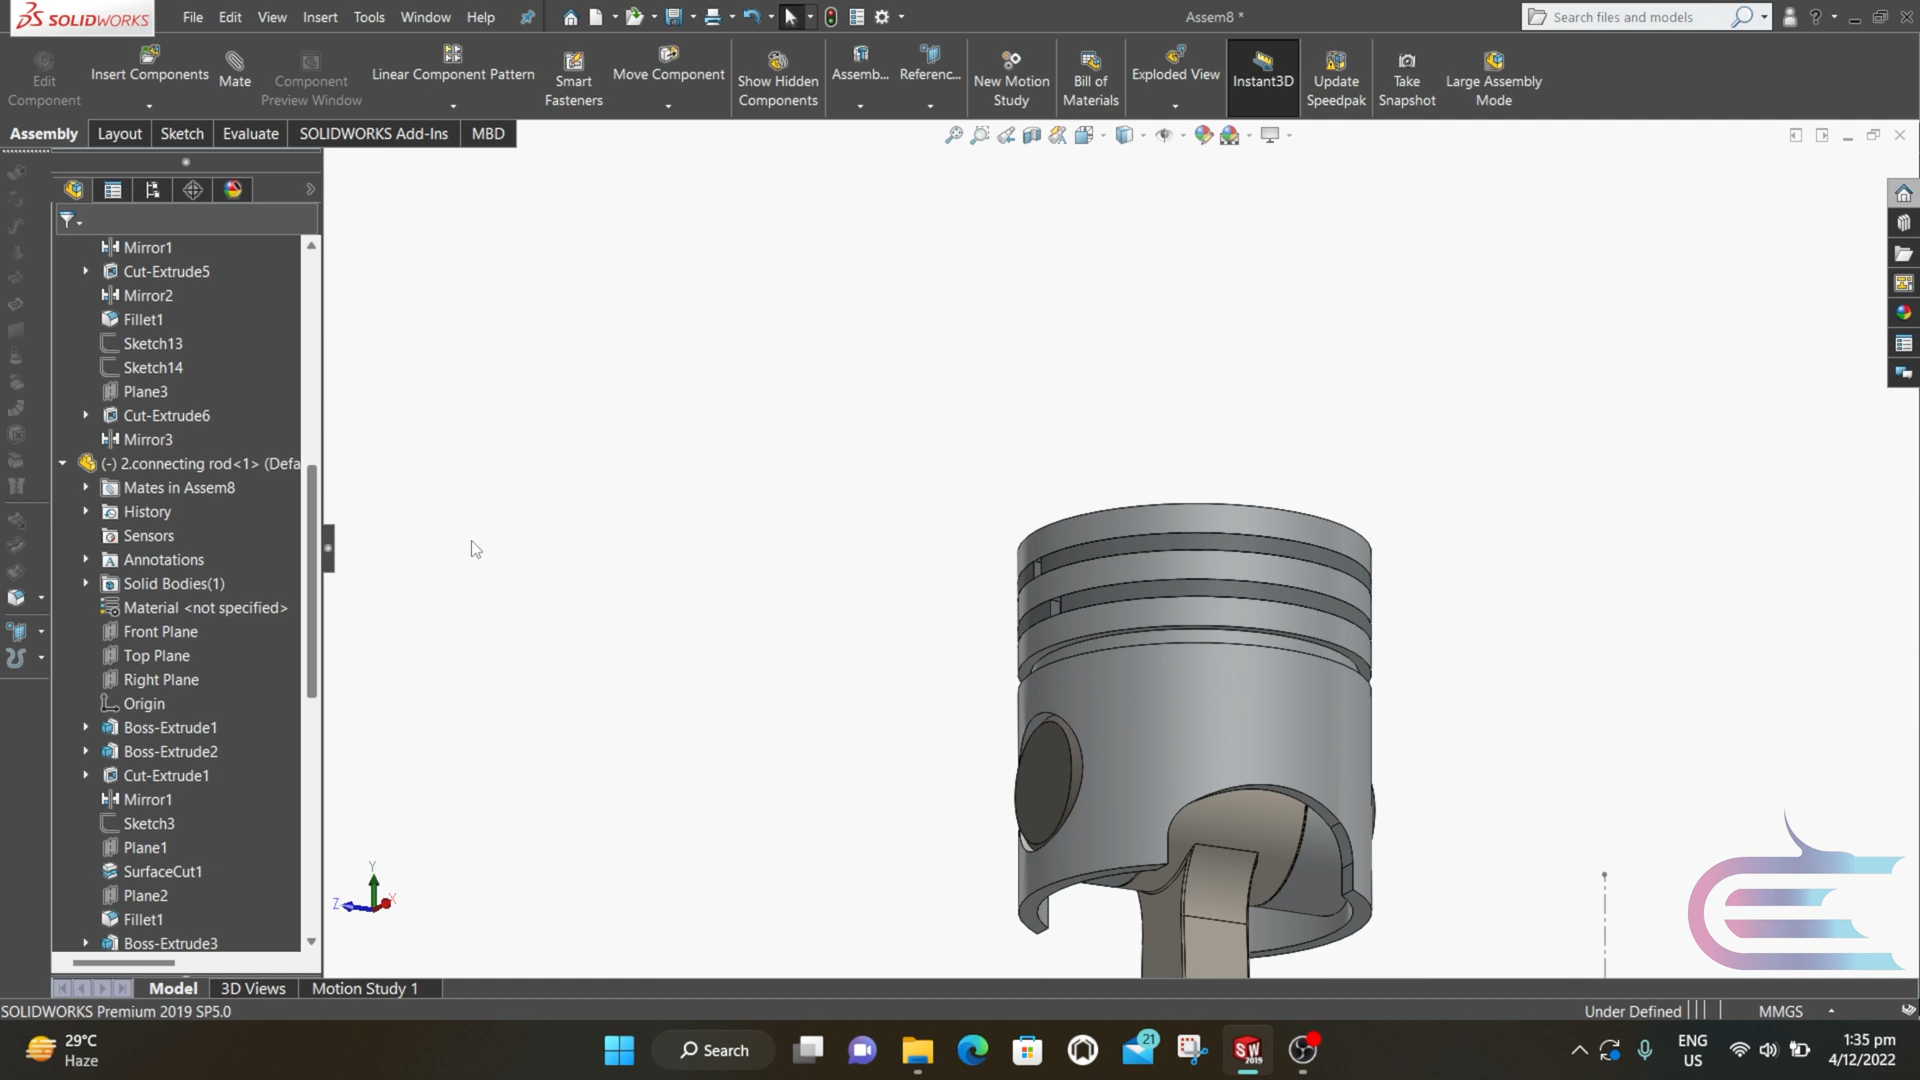 SOLIDWORKS
File Edit View Insert Tools Window Help
Assem8 *
Search files and models
Edit Component
Insert Components
Mate
Component Preview Window
Linear Component Pattern
Smart Fasteners
Move Component
Show Hidden Components
Assemb...
Referenc...
New Motion Study
Bill of Materials
Exploded View
Instant3D
Update Speedpak
Take Snapshot
Large Assembly Mode
Assembly Layout Sketch Evaluate SOLIDWORKS Add-Ins MBD
Mirror1
Cut-Extrude5
Mirror2
Fillet1
Sketch13
Sketch14
Plane3
Cut-Extrude6
Mirror3
(-) 2.connecting rod<1> (Defa
Mates in Assem8
History
Sensors
Annotations
Solid Bodies(1)
Material <not specified>
Front Plane
Top Plane
Right Plane
Origin
Boss-Extrude1
Boss-Extrude2
Cut-Extrude1
Mirror1
Sketch3
Plane1
SurfaceCut1
Plane2
Fillet1
Boss-Extrude3
Y
Z
X
Model 3D Views Motion Study 1
SOLIDWORKS Premium 2019 SP5.0
Under Defined
MMGS
29°C
Haze
Search
21
SW
2019
ENG
US
1:35 pm
4/12/2022